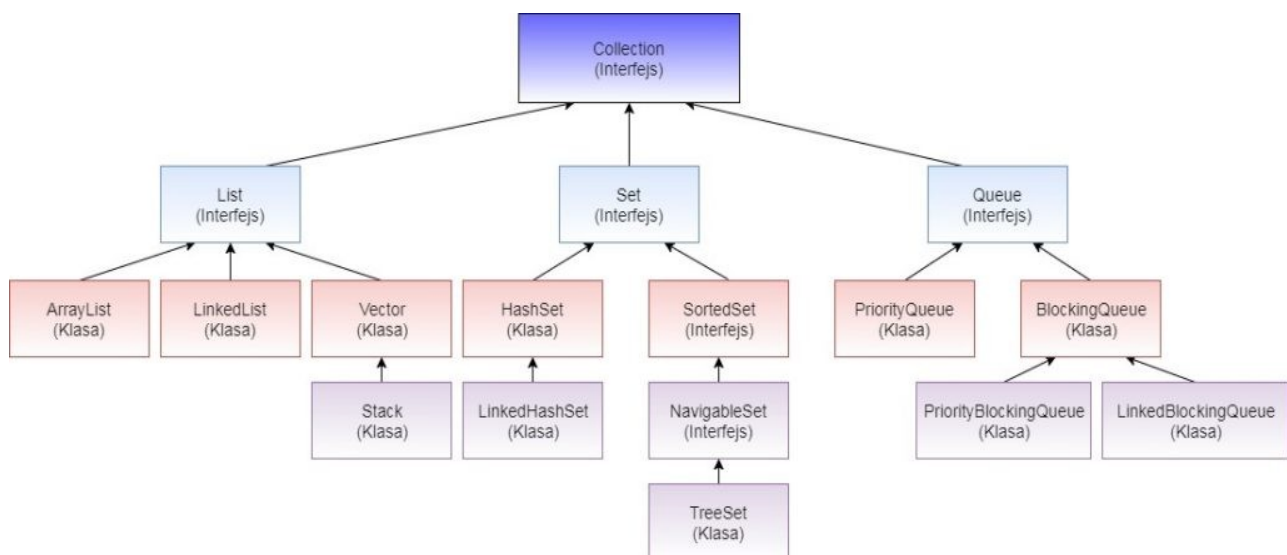 Collection
(Interfejs)
List
(Interfejs)
Set
(Interfejs)
Queue
(Interfejs)
ArrayList
(Klasa)
LinkedList
(Klasa)
Vector
(Klasa)
HashSet
(Klasa)
SortedSet
(Interfejs)
PriorityQueue
(Klasa)
BlockingQueue
(Klasa)
Stack
(Klasa)
LinkedHashSet
(Klasa)
NavigableSet
(Interfejs)
PriorityBlockingQueue
(Klasa)
LinkedBlockingQueue
(Klasa)
TreeSet
(Klasa)